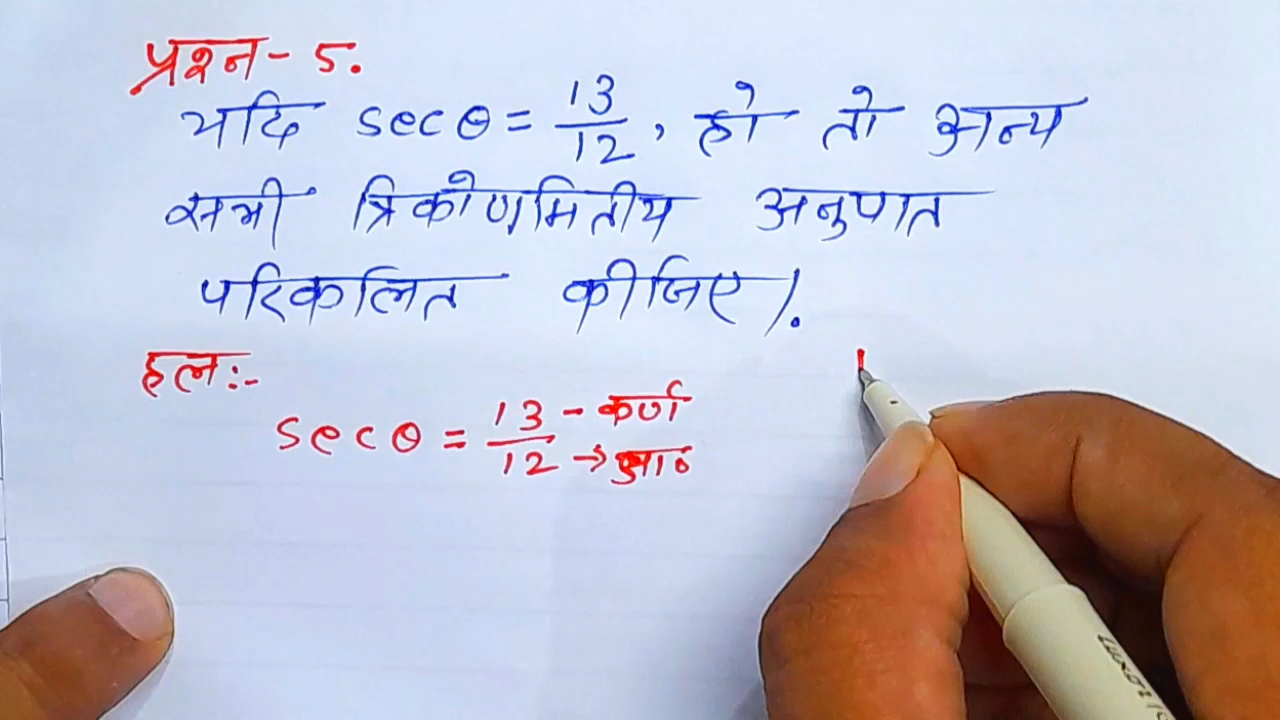 प्रश्न- 5.
यदि secθ = 13/12, हो तो अन्य
सभी त्रिकोणमितीय अनुपात
परिकलित कीजिए।.
हल:-
secθ = 13/12 - कर्ण → आ०